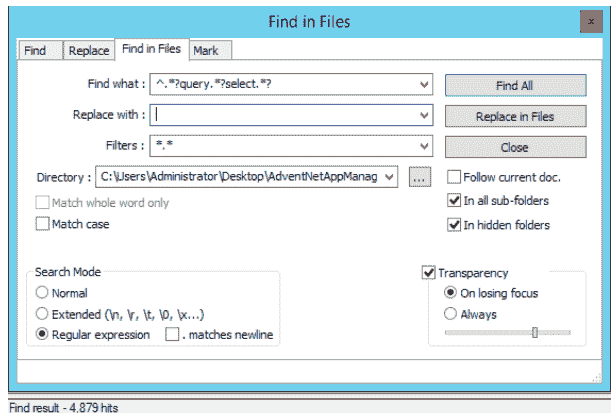 Find in Files
x
Find Replace Find in Files Mark
Find what : ^.*?query.*?select.*? Find All
Replace with : Replace in Files
Filters : *.* Close
Directory : C:\Users\Administrator\Desktop\AdventNetAppManag ... Follow current doc.
Match whole word only In all sub-folders
Match case In hidden folders
Search Mode Transparency
Normal On losing focus
Extended (\n, \r, \t, \0, \x...) Always
Regular expression . matches newline
Find result - 4.879 hits